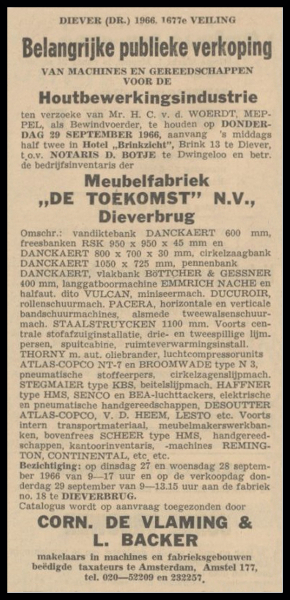 DIEVER (DR.) 1966. 1677e VEILING
Belangrijke publieke verkoping
VAN MACHINES EN GEREEDSCHAPPEN
VOOR DE
Houtbewerkingsindustrie
ten verzoeke van Mr. H. C. v. d. WOERDT, MEP-
PEL, als Bewindvoerder, te houden op DONDER-
DAG 29 SEPTEMBER 1966, aanvang 's middags
half twee in Hotel „Brinkzicht", Brink 13 te Diever,
t.o.v. NOTARIS D. BOTJE te Dwingeloo en betr.
de bedrijfsinventaris der
Meubelfabriek
„DE TOEKOMST" N.V.,
Dieverbrug
Omschr.: vandiktebank DANCKAERT 600 mm,
freesbanken RSK 950 x 950 x 45 mm en
DANCKAERT 800 x 700 x 30 mm, cirkelzaagbank
DANCKAERT 1050 x 725 mm, pennenbank
DANCKAERT, vlakbank BÖTTCHER & GESSNER
400 mm, langgatboormachine EMMRICH NACHE en
halfaut. dito VULCAN, mixeermach. DUCUROIR,
rollenschuurmach. PACERA, horizontale en verticale
bandschuurmachines, alsmede tweewalsenschuur-
mach. STAALSTRUYCKEN 1100 mm. Voorts centrale
stofafzuiginstallatie, drie- en tweespillige lijm-
persen, spuitcabine, ruimteverwarmingsinstall.
THORNY m. aut. oliebrander, luchtcompressorunits
ATLAS-COPCO NT-7 en BROOMWADE type N 3,
pneumatische stoffeerpers, cirkelzagenslijpmach.
STEGMAIER type KBS, beitelslijpmach. HAFFNER
type HMS, SENCO en BEA-luchttackers, elektrische
en pneumatische handgereedschappen, DESOUTTER
ATLAS-COPCO, V. D. HEEM, LESTO etc. Voorts
intern transportmateriaal, meubelmakerswerkban-
ken, bovenfrees SCHEER type HMS, handgereed-
schappen, kantoorinventaris, -machines REMING-
TON, CONTINENTAL, etc. etc.
Bezichtiging: op dinsdag 27 en woensdag 28 september
1966 van 9—17 uur en op de verkoopdag donder-
dag 29 september van 9—13.15 uur aan de fabriek
no. 18 te DIEVERBRUG.
Catalogus wordt op aanvraag toegezonden door
CORN. DE VLAMING &
L. BACKER
makelaars in machines en fabrieksgebouwen
beëdigde taxateurs te Amsterdam, Amstel 177,
tel. 020—52209 en 232257